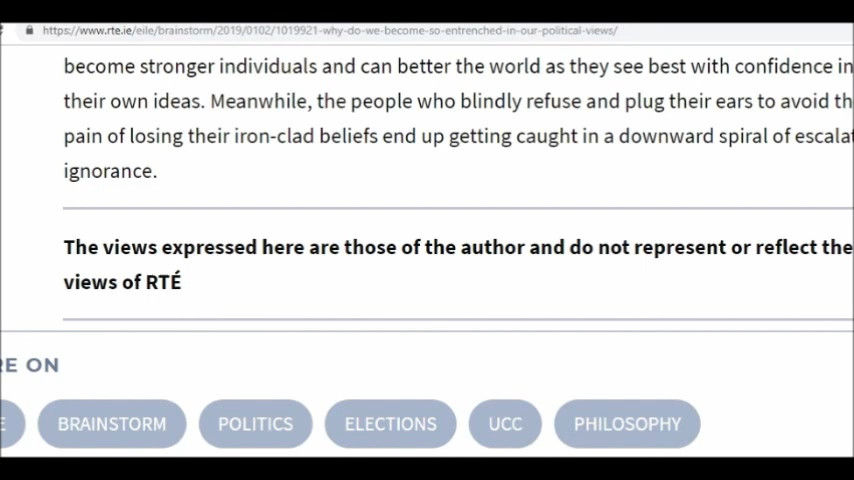 https://www.rte.ie/eile/brainstorm/2019/0102/1019921-why-do-we-become-so-entrenched-in-our-political-views/
become stronger individuals and can better the world as they see best with confidence in
their own ideas. Meanwhile, the people who blindly refuse and plug their ears to avoid th
pain of losing their iron-clad beliefs end up getting caught in a downward spiral of escalat
ignorance.
The views expressed here are those of the author and do not represent or reflect the
views of RTÉ
RE ON
E BRAINSTORM POLITICS ELECTIONS UCC PHILOSOPHY